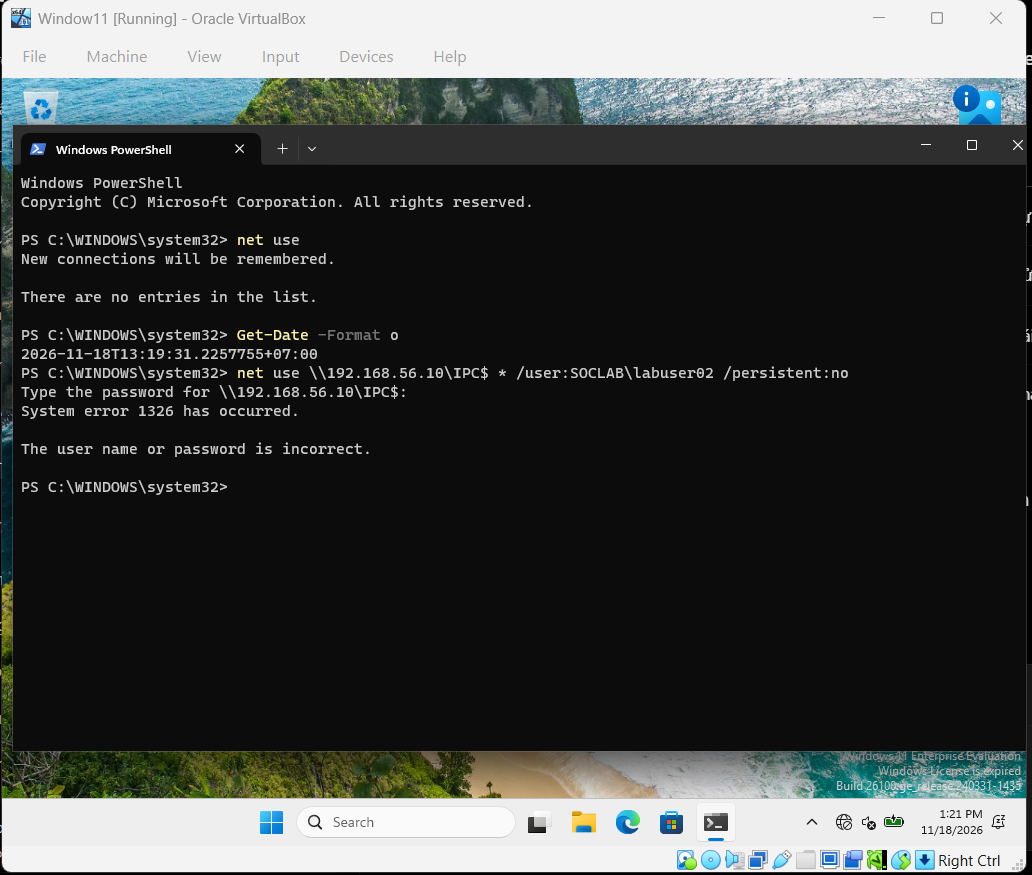 Window11 [Running] - Oracle VirtualBox
File Machine View Input Devices Help
Windows PowerShell
Windows PowerShell
Copyright (C) Microsoft Corporation. All rights reserved.
PS C:\WINDOWS\system32> net use
New connections will be remembered.
There are no entries in the list.
PS C:\WINDOWS\system32> Get-Date -Format o
2026-11-18T13:19:31.2257755+07:00
PS C:\WINDOWS\system32> net use \\192.168.56.10\IPC$ * /user:SOCLAB\labuser02 /persistent:no
Type the password for \\192.168.56.10\IPC$:
System error 1326 has occurred.
The user name or password is incorrect.
PS C:\WINDOWS\system32>
Windows 11 Enterprise Evaluation
Windows License is expired
Build 26100.ge_release.240331-1435
Search
1:21 PM
11/18/2026
Right Ctrl